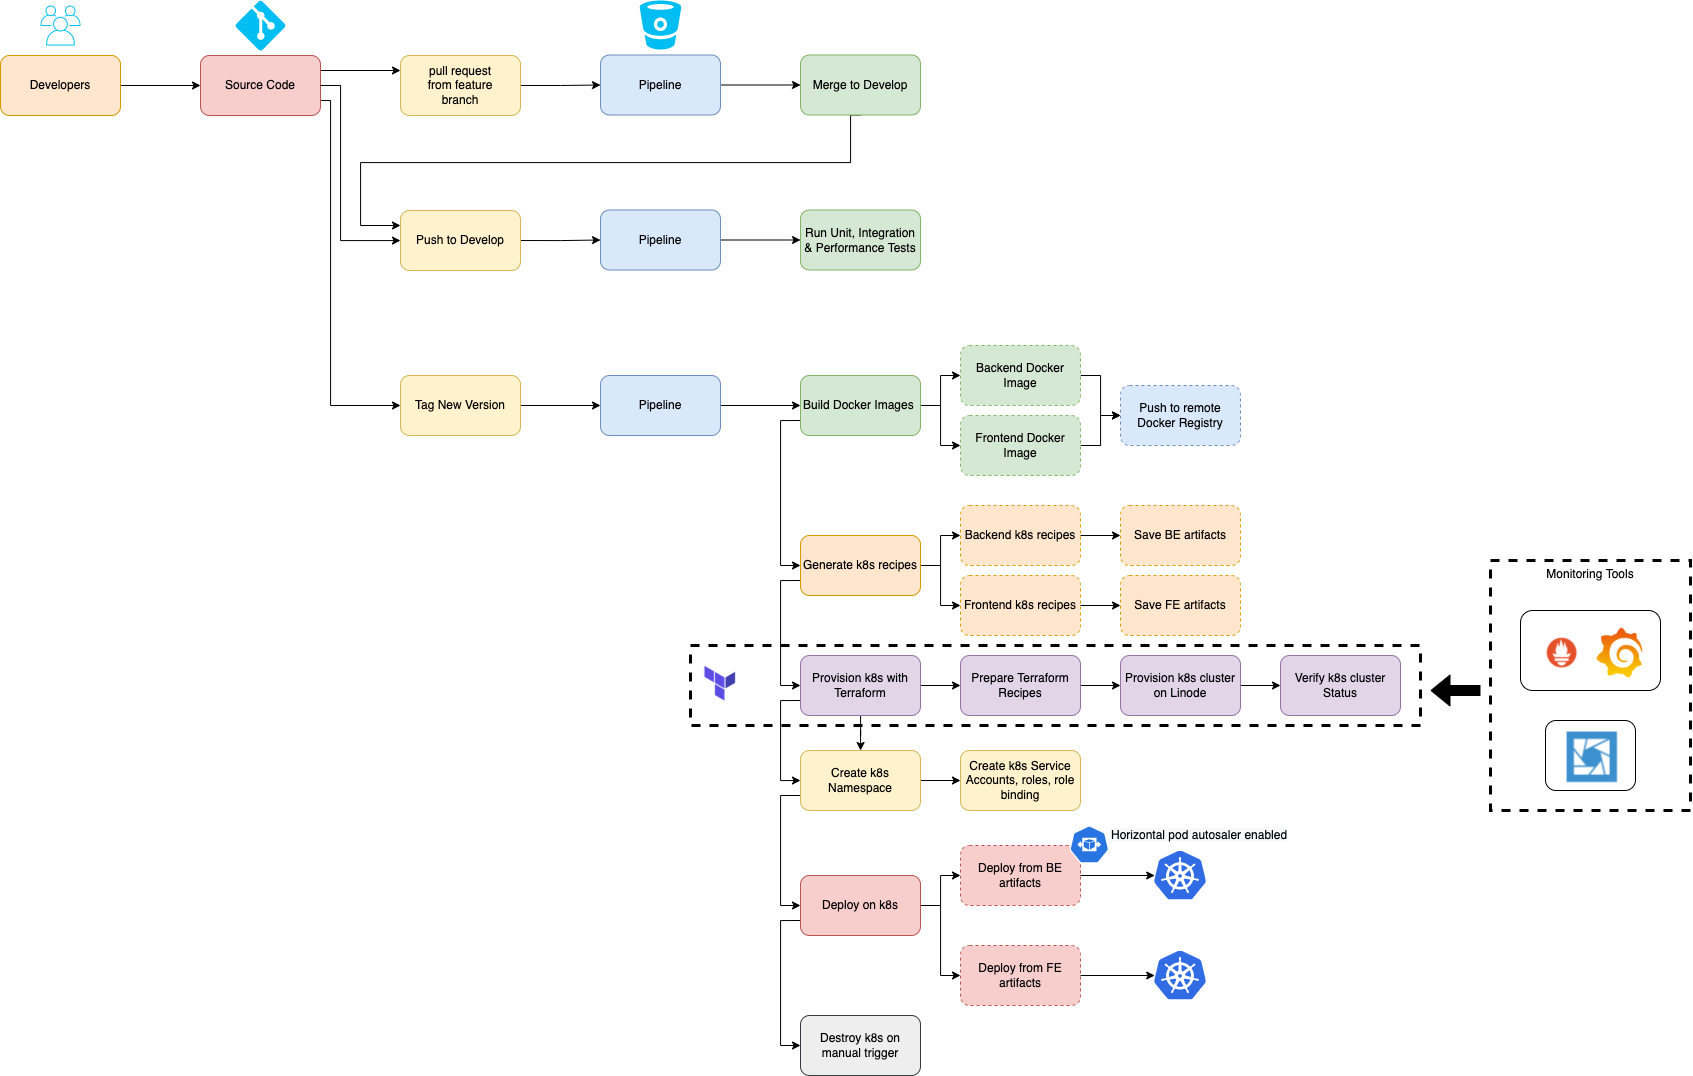 Developers
Source Code
pull request
from feature
branch
Pipeline
Merge to Develop
Push to Develop
Pipeline
Run Unit, Integration
& Performance Tests
Tag New Version
Pipeline
Build Docker Images
Backend Docker
Image
Frontend Docker
Image
Push to remote
Docker Registry
Generate k8s recipes
Backend k8s recipes
Save BE artifacts
Frontend k8s recipes
Save FE artifacts
Monitoring Tools
Provision k8s with
Terraform
Prepare Terraform
Recipes
Provision k8s cluster
on Linode
Verify k8s cluster
Status
Create k8s
Namespace
Create k8s Service
Accounts, roles, role
binding
Horizontal pod autosaler enabled
Deploy on k8s
Deploy from BE
artifacts
Deploy from FE
artifacts
Destroy k8s on
manual trigger